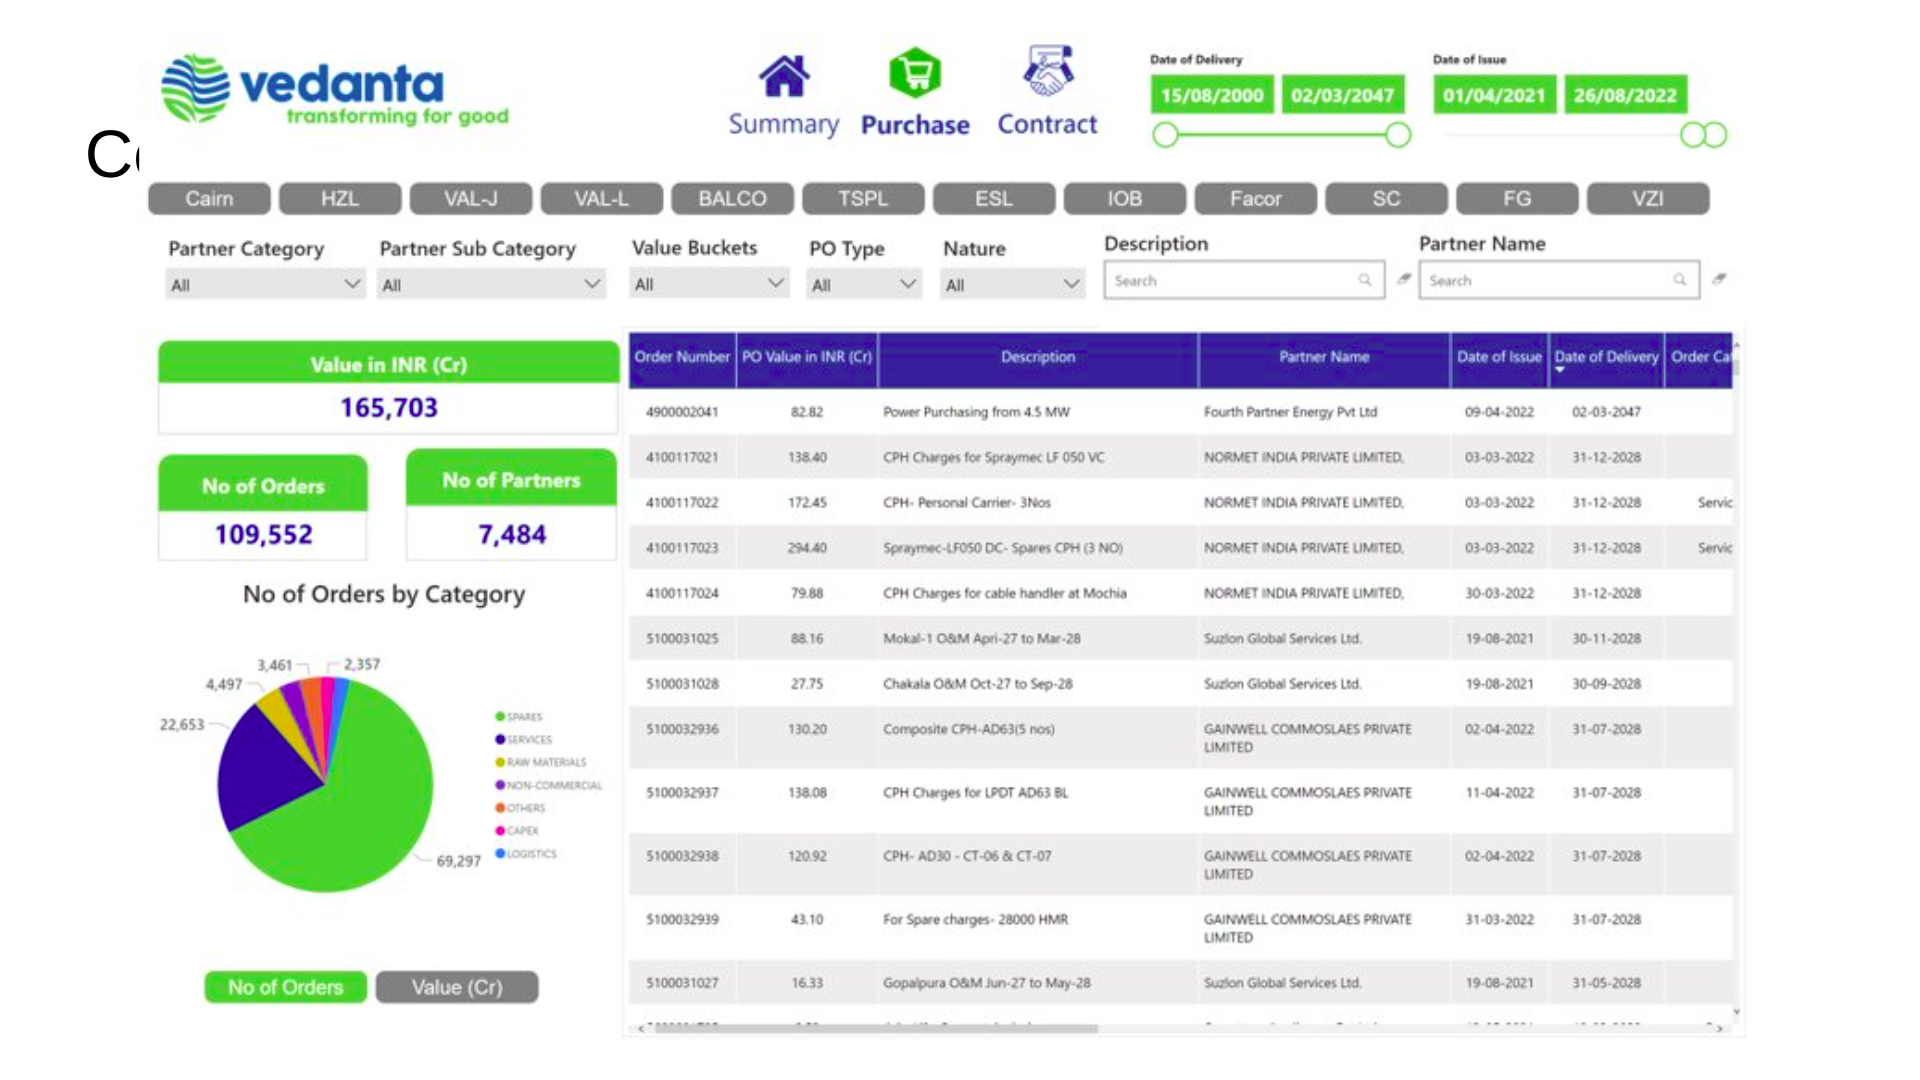 vedanta
transforming for good
Summary
Purchase
Contract
Date of Delivery
15/08/2000 02/03/2047
Date of Issue
01/04/2021 26/08/2022
Cairn HZL VAL-J VAL-L BALCO TSPL ESL IOB Facor SC FG VZI
Partner Category
All
Partner Sub Category
All
Value Buckets
All
PO Type
All
Nature
All
Description
Search
Partner Name
Search
Value in INR (Cr)
165,703
No of Orders
109,552
No of Partners
7,484
No of Orders by Category
3,461
2,357
4,497
22,653
69,297
SPARES
SERVICES
RAW MATERIALS
NON-COMMERCIAL
OTHERS
CAPEX
LOGISTICS
No of Orders
Value (Cr)
Order Number PO Value in INR (Cr) Description Partner Name Date of Issue Date of Delivery Order Cat
4900002041 82.82 Power Purchasing from 4.5 MW Fourth Partner Energy Pvt Ltd 09-04-2022 02-03-2047
4100117021 138.40 CPH Charges for Spraymec LF 050 VC NORMET INDIA PRIVATE LIMITED, 03-03-2022 31-12-2028
4100117022 172.45 CPH- Personal Carrier- 3Nos NORMET INDIA PRIVATE LIMITED, 03-03-2022 31-12-2028 Servic
4100117023 294.40 Spraymec-LF050 DC- Spares CPH (3 NO) NORMET INDIA PRIVATE LIMITED, 03-03-2022 31-12-2028 Servic
4100117024 79.88 CPH Charges for cable handler at Mochia NORMET INDIA PRIVATE LIMITED, 30-03-2022 31-12-2028
5100031025 88.16 Mokal-1 O&M Apri-27 to Mar-28 Suzlon Global Services Ltd. 19-08-2021 30-11-2028
5100031028 27.75 Chakala O&M Oct-27 to Sep-28 Suzlon Global Services Ltd. 19-08-2021 30-09-2028
5100032936 130.20 Composite CPH-AD63(5 nos) GAINWELL COMMOSLAES PRIVATE 02-04-2022 31-07-2028
LIMITED
5100032937 138.08 CPH Charges for LPDT AD63 BL GAINWELL COMMOSLAES PRIVATE 11-04-2022 31-07-2028
LIMITED
5100032938 120.92 CPH- AD30 - CT-06 & CT-07 GAINWELL COMMOSLAES PRIVATE 02-04-2022 31-07-2028
LIMITED
5100032939 43.10 For Spare charges- 28000 HMR GAINWELL COMMOSLAES PRIVATE 31-03-2022 31-07-2028
LIMITED
5100031027 16.33 Gopalpura O&M Jun-27 to May-28 Suzlon Global Services Ltd. 19-08-2021 31-05-2028